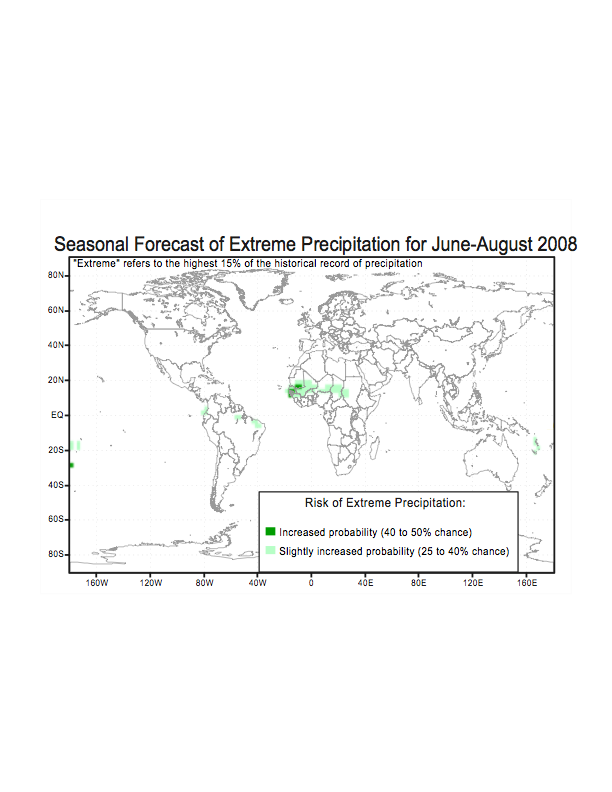 Seasonal Forecast of Extreme Precipitation for June-August 2008
"Extreme" refers to the highest 15% of the historical record of precipitation
80N
60N
40N
20N
EQ
20S
40S
60S
80S
Risk of Extreme Precipitation:
Increased probability (40 to 50% chance)
Slightly increased probability (25 to 40% chance)
160W 120W 80W 40W 0 40E 80E 120E 160E